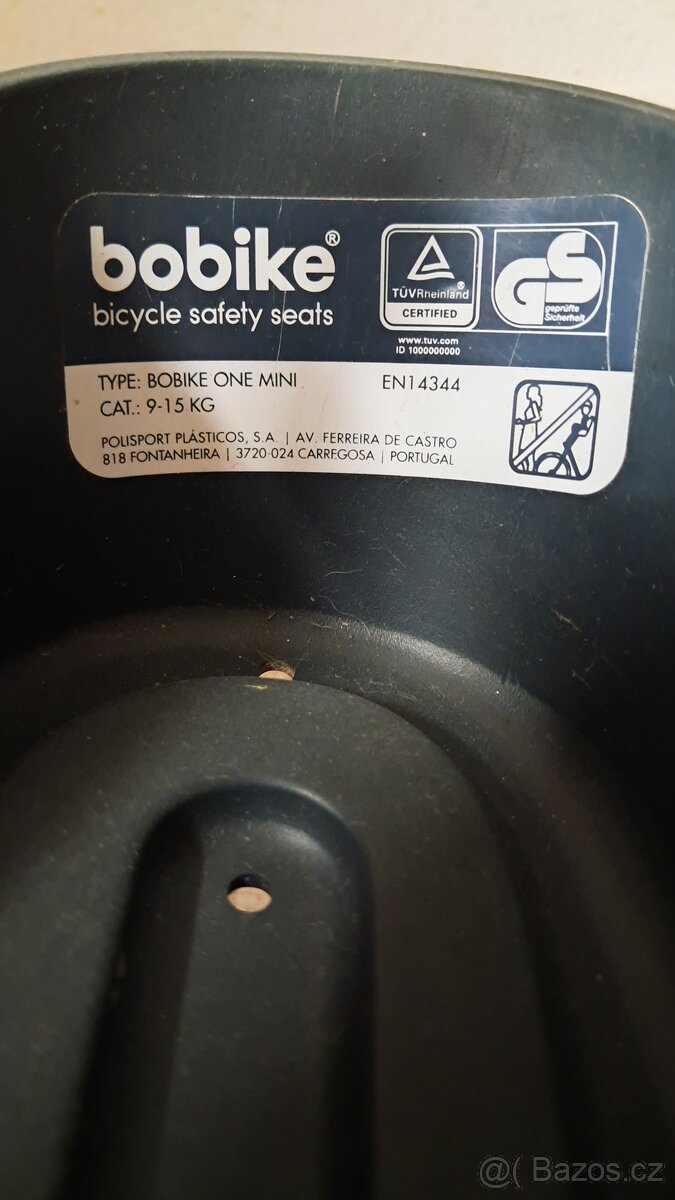 bobike®
bicycle safety seats
TÜVRheinland®
CERTIFIED
GS
geprüfte
Sicherheit
www.tuv.com
ID 1000000000
TYPE: BOBIKE ONE MINI
EN14344
CAT.: 9-15 KG
POLISPORT PLÁSTICOS, S.A. | AV. FERREIRA DE CASTRO
818 FONTANHEIRA | 3720-024 CARREGOSA | PORTUGAL
@( Bazos.cz